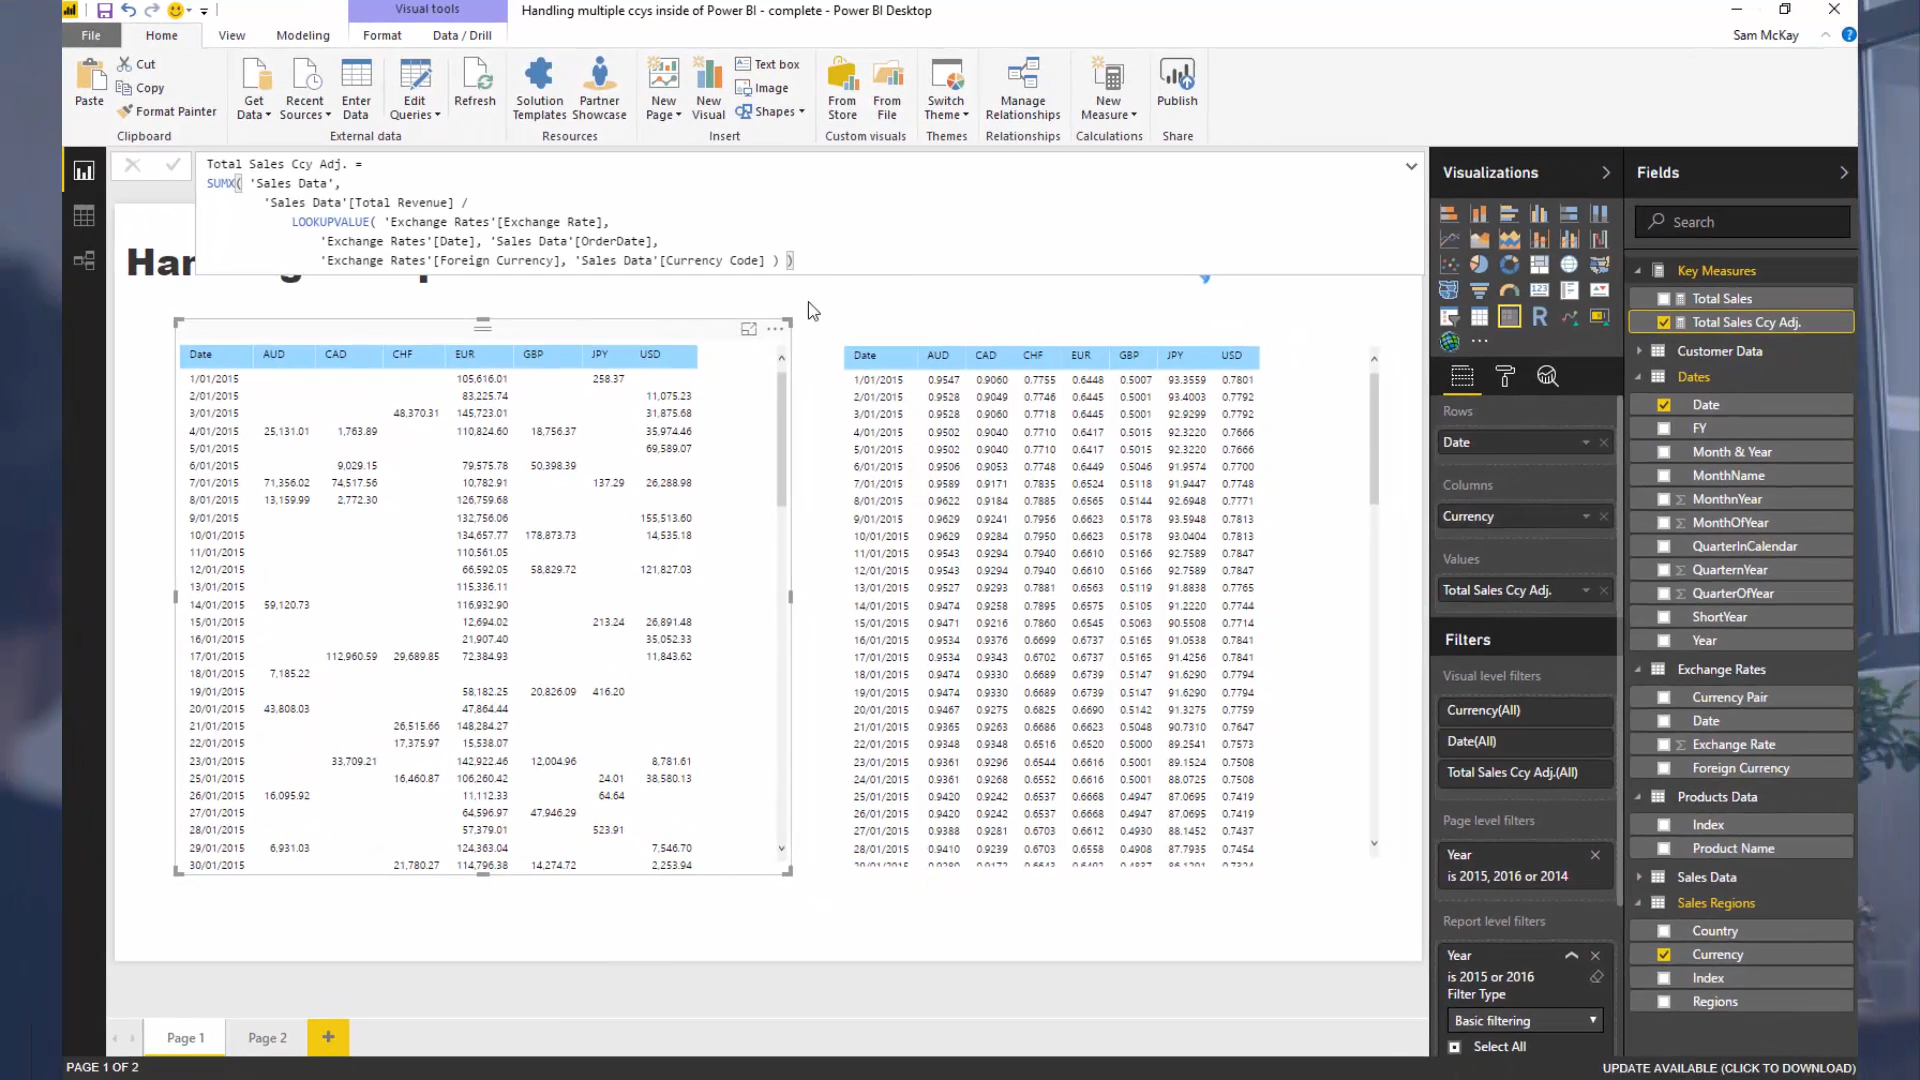 Visual tools
Handling multiple ccys inside of Power BI - complete - Power BI Desktop
File
Home
View
Modeling
Format
Data / Drill
Sam McKay
Paste
Cut
Copy
Format Painter
Clipboard
Get Data
Recent Sources
Enter Data
Edit Queries
Refresh
External data
Solution Templates
Partner Showcase
Resources
New Page
New Visual
Text box
Image
Shapes
Insert
From Store
From File
Custom visuals
Switch Theme
Themes
Manage Relationships
Relationships
New Measure
Calculations
Publish
Share
Total Sales Ccy Adj. =
SUMX( 'Sales Data',
'Sales Data'[Total Revenue] /
LOOKUPVALUE( 'Exchange Rates'[Exchange Rate],
'Exchange Rates'[Date], 'Sales Data'[OrderDate],
'Exchange Rates'[Foreign Currency], 'Sales Data'[Currency Code] ) )
Date AUD CAD CHF EUR GBP JPY USD
1/01/2015 105,616.01 258.37
2/01/2015 83,225.74 11,075.23
3/01/2015 48,370.31 145,723.01 31,875.68
4/01/2015 25,131.01 1,763.89 110,824.60 18,756.37 35,974.46
5/01/2015 69,589.07
6/01/2015 9,029.15 79,575.78 50,398.39
7/01/2015 71,356.02 74,517.56 10,782.91 137.29 26,288.98
8/01/2015 13,159.99 2,772.30 126,759.68
9/01/2015 132,756.06 155,513.60
10/01/2015 134,657.77 178,873.73 14,535.18
11/01/2015 110,561.05
12/01/2015 66,592.05 58,829.72 121,827.03
13/01/2015 115,336.11
14/01/2015 59,120.73 116,932.90
15/01/2015 12,694.02 213.24 26,891.48
16/01/2015 21,907.40 35,052.33
17/01/2015 112,960.59 29,689.85 72,384.93 11,843.62
18/01/2015 7,185.22
19/01/2015 58,182.25 20,826.09 416.20
20/01/2015 43,808.03 47,864.44
21/01/2015 26,515.66 148,284.27
22/01/2015 17,375.97 15,538.07
23/01/2015 33,709.21 142,922.46 12,004.96 8,781.61
25/01/2015 16,460.87 106,260.42 24.01 38,580.13
26/01/2015 16,095.92 11,112.33 64.64
27/01/2015 64,596.97 47,946.29
28/01/2015 57,379.01 523.91
29/01/2015 6,931.03 124,363.04 7,546.70
30/01/2015 21,780.27 114,796.38 14,274.72 2,253.94
Date AUD CAD CHF EUR GBP JPY USD
1/01/2015 0.9547 0.9060 0.7755 0.6448 0.5007 93.3559 0.7801
2/01/2015 0.9528 0.9049 0.7746 0.6445 0.5001 93.4003 0.7792
3/01/2015 0.9528 0.9060 0.7718 0.6445 0.5001 92.9299 0.7792
4/01/2015 0.9502 0.9040 0.7710 0.6417 0.5015 92.3220 0.7666
5/01/2015 0.9502 0.9040 0.7710 0.6417 0.5015 92.3220 0.7666
6/01/2015 0.9506 0.9053 0.7748 0.6449 0.5046 91.9574 0.7700
7/01/2015 0.9589 0.9171 0.7835 0.6524 0.5118 91.9447 0.7748
8/01/2015 0.9622 0.9184 0.7885 0.6565 0.5144 92.6948 0.7771
9/01/2015 0.9629 0.9241 0.7956 0.6623 0.5178 93.5948 0.7813
10/01/2015 0.9629 0.9284 0.7950 0.6623 0.5178 93.0404 0.7813
11/01/2015 0.9543 0.9294 0.7940 0.6610 0.5166 92.7589 0.7847
12/01/2015 0.9543 0.9294 0.7940 0.6610 0.5166 92.7589 0.7847
13/01/2015 0.9527 0.9293 0.7881 0.6563 0.5119 91.8838 0.7765
14/01/2015 0.9474 0.9258 0.7895 0.6575 0.5105 91.2220 0.7744
15/01/2015 0.9471 0.9216 0.7860 0.6545 0.5063 90.5508 0.7714
16/01/2015 0.9534 0.9376 0.6699 0.6737 0.5165 91.0538 0.7841
17/01/2015 0.9534 0.9343 0.6702 0.6737 0.5165 91.4256 0.7841
18/01/2015 0.9474 0.9330 0.6689 0.6739 0.5147 91.6290 0.7794
19/01/2015 0.9474 0.9330 0.6689 0.6739 0.5147 91.6290 0.7794
20/01/2015 0.9467 0.9275 0.6825 0.6690 0.5142 91.3275 0.7759
21/01/2015 0.9365 0.9263 0.6686 0.6623 0.5048 90.7310 0.7647
22/01/2015 0.9348 0.9348 0.6516 0.6520 0.5000 89.2541 0.7573
23/01/2015 0.9361 0.9296 0.6544 0.6616 0.5001 89.1524 0.7508
24/01/2015 0.9361 0.9268 0.6552 0.6616 0.5001 88.0725 0.7508
25/01/2015 0.9420 0.9242 0.6537 0.6668 0.4947 87.0695 0.7419
26/01/2015 0.9420 0.9242 0.6537 0.6668 0.4947 87.0695 0.7419
27/01/2015 0.9388 0.9281 0.6703 0.6612 0.4930 88.1452 0.7437
28/01/2015 0.9410 0.9239 0.6703 0.6558 0.4908 87.7935 0.7454
Visualizations
Rows
Date
Columns
Currency
Values
Total Sales Ccy Adj.
Filters
Visual level filters
Currency(All)
Date(All)
Total Sales Ccy Adj.(All)
Page level filters
Year
is 2015, 2016 or 2014
Report level filters
Year
is 2015 or 2016
Filter Type
Basic filtering
Select All
Fields
Search
Key Measures
Total Sales
Total Sales Ccy Adj.
Customer Data
Dates
Date
FY
Month & Year
MonthName
MonthnYear
MonthOfYear
QuarterInCalendar
QuarternYear
QuarterOfYear
ShortYear
Year
Exchange Rates
Currency Pair
Date
Exchange Rate
Foreign Currency
Products Data
Index
Product Name
Sales Data
Sales Regions
Country
Currency
Index
Regions
Page 1
Page 2
PAGE 1 OF 2
UPDATE AVAILABLE (CLICK TO DOWNLOAD)